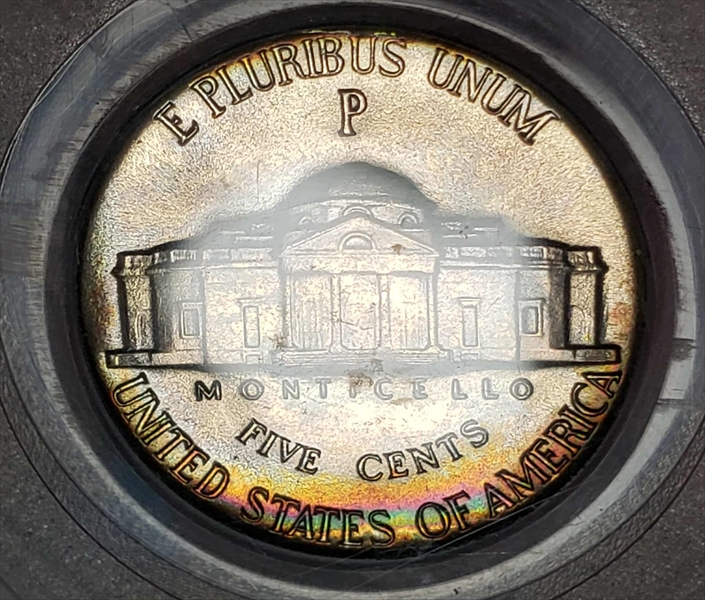 E PLURIBUS UNUM
P
MONTICELLO
FIVE CENTS
UNITED STATES OF AMERICA